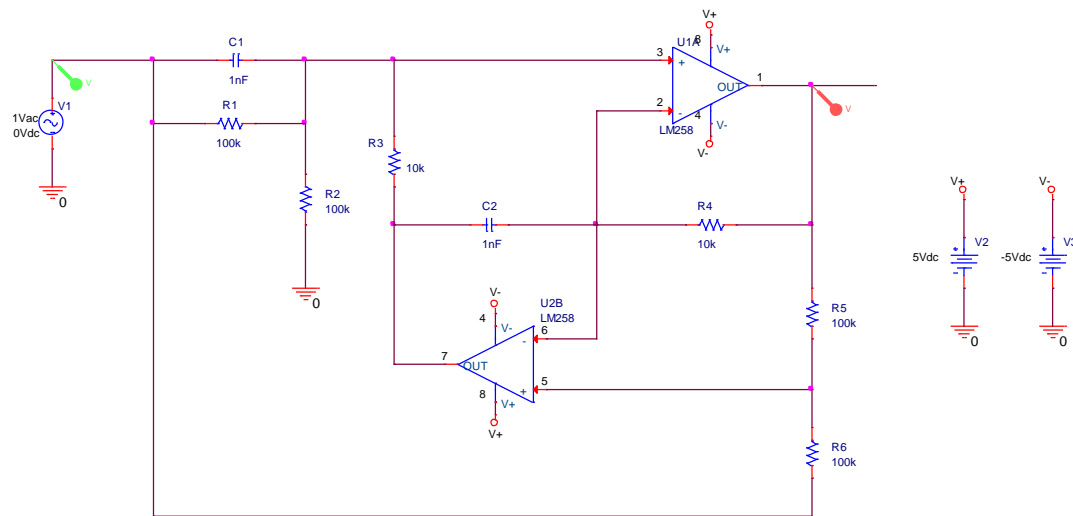 V+
C1
U1A
8
3
V+
V
+
1nF
V1
1
OUT
R1
V
1Vac
2
0Vdc
-
4
V-
100k
LM258
R3
V-
10k
V+
V-
R2
0
100k
C2
R4
V2
V3
1nF
10k
5Vdc
-5Vdc
0
V-
U2B
R5
LM258
100k
4
V-
6
0
0
-
7
OUT
5
+
8
V+
V+
R6
100k